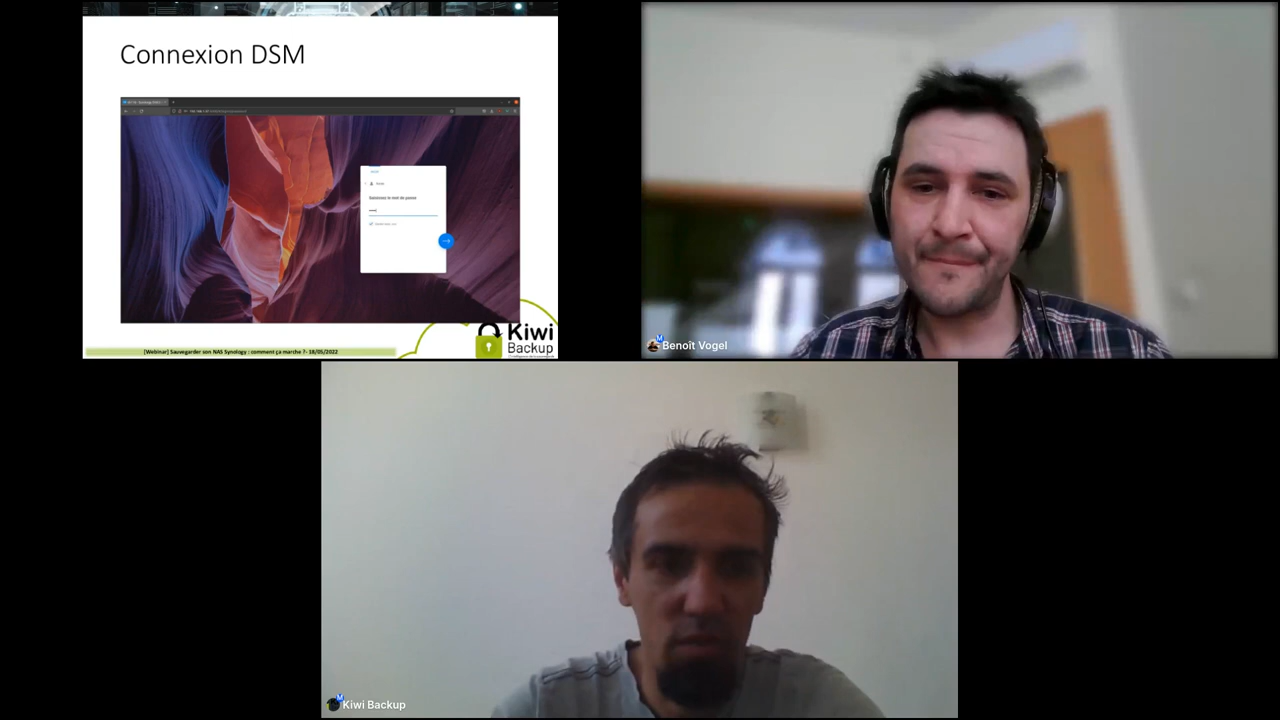 Connexion DSM
Saisissez le mot de passe
Kiwi
Backup
[Webinar] Sauvegarder son NAS Synology : comment ça marche ?- 18/05/2022
Benoît Vogel
Kiwi Backup